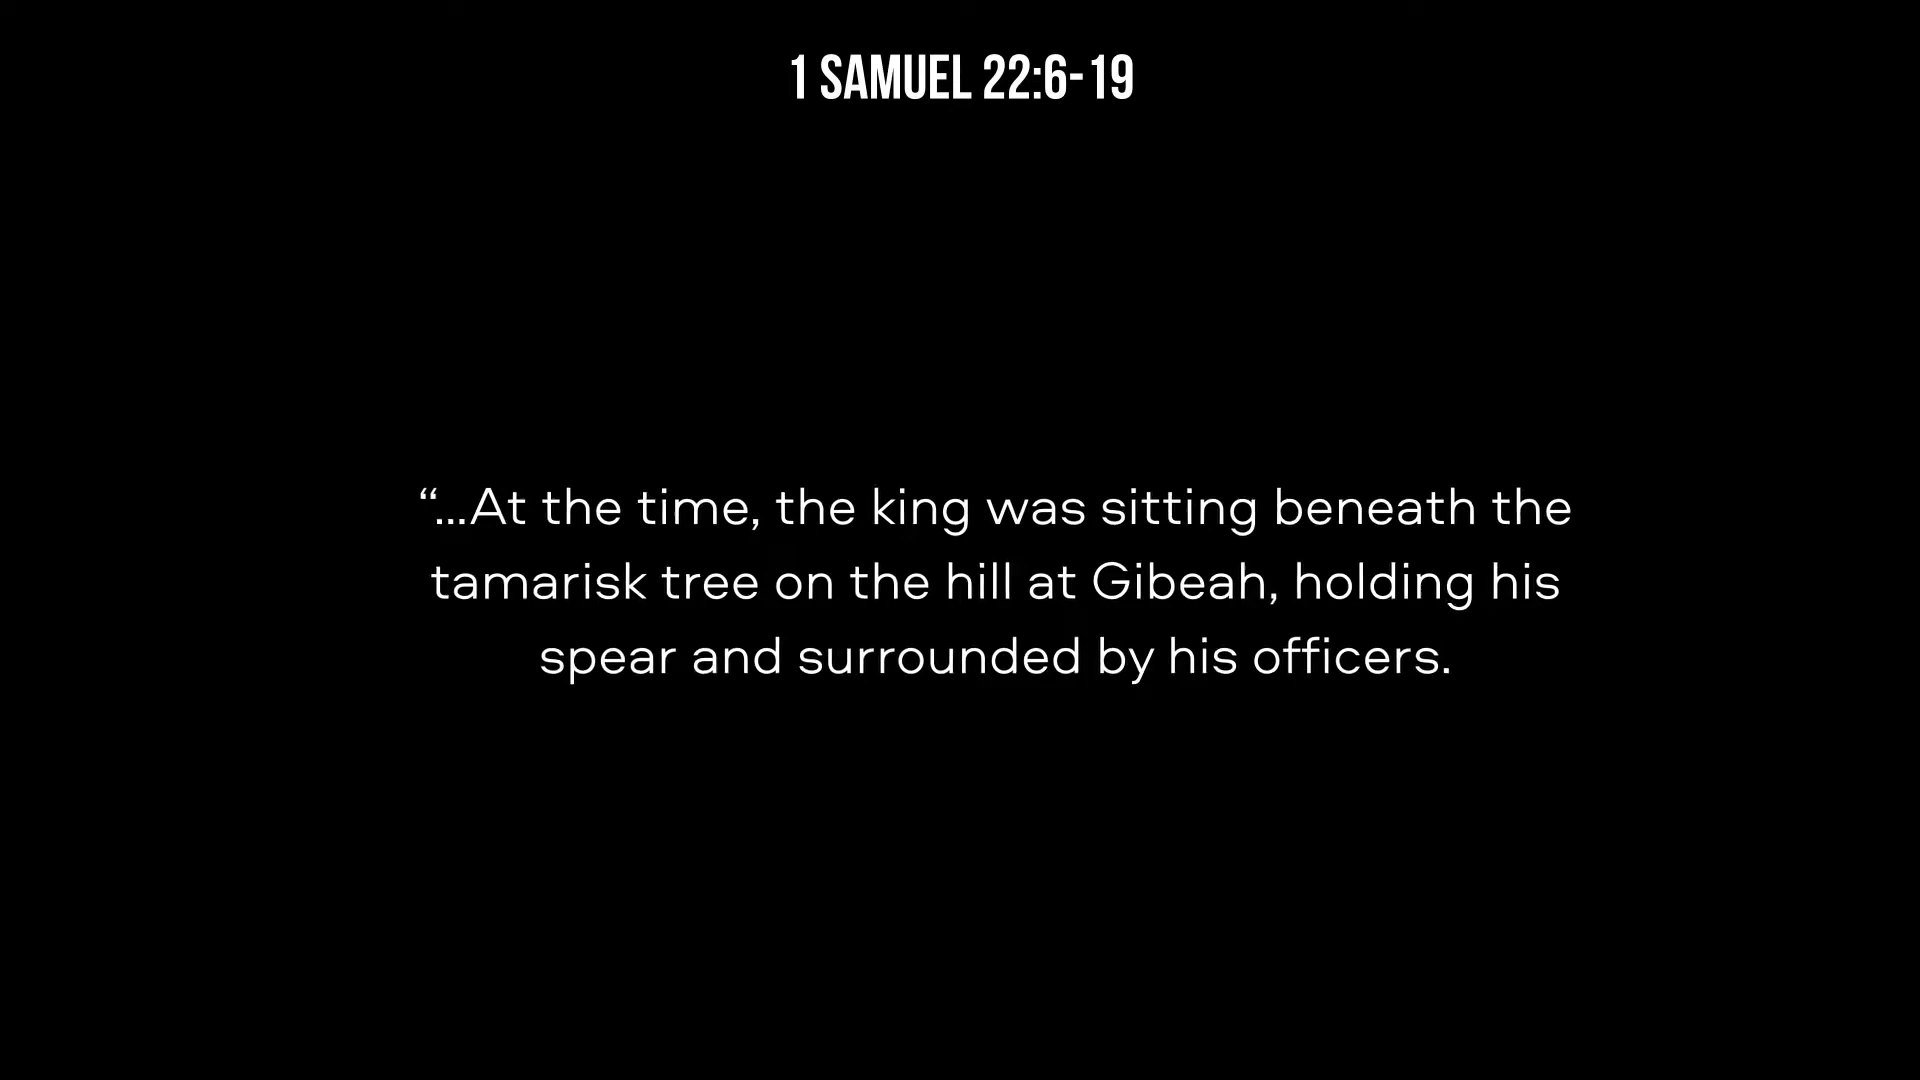 1 SAMUEL 22:6-19
“...At the time, the king was sitting beneath the
tamarisk tree on the hill at Gibeah, holding his
spear and surrounded by his officers.